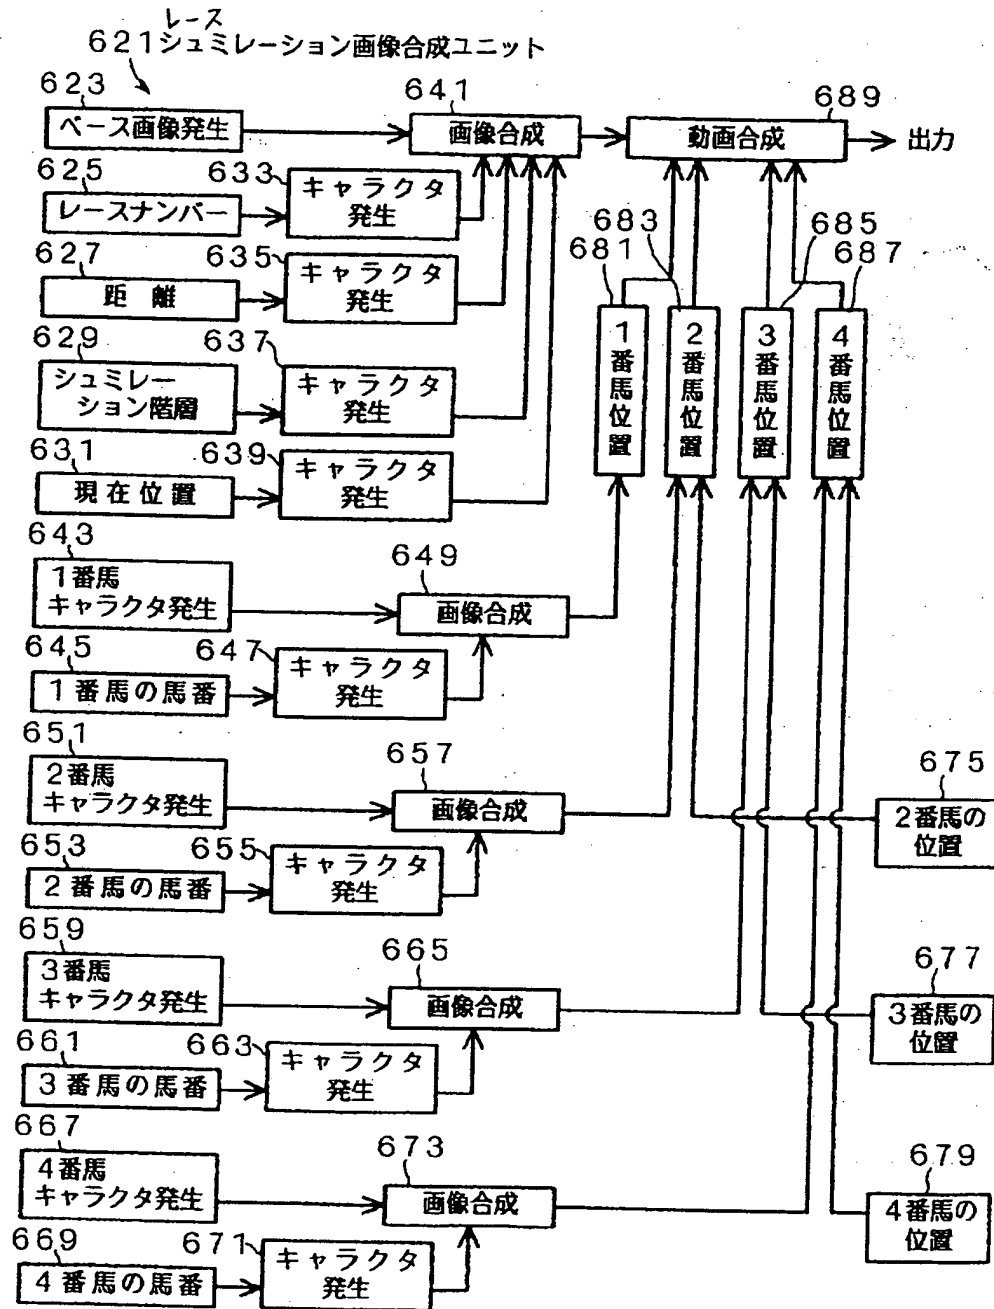 レース
621 シュミレーション画像合成ユニット
623
ベース画像発生
641
画像合成
689
動画合成
出力
625
レースナンバー
633
キャラクタ
発生
627
距離
635
キャラクタ
発生
629
シュミレー
ション階層
637
キャラクタ
発生
631
現在位置
639
キャラクタ
発生
681
1番馬位置
683
2番馬位置
685
3番馬位置
687
4番馬位置
643
1番馬
キャラクタ発生
649
画像合成
645
1番馬の馬番
647
キャラクタ
発生
651
2番馬
キャラクタ発生
657
画像合成
653
2番馬の馬番
655
キャラクタ
発生
675
2番馬の
位置
659
3番馬
キャラクタ発生
665
画像合成
661
3番馬の馬番
663
キャラクタ
発生
677
3番馬の
位置
667
4番馬
キャラクタ発生
673
画像合成
669
4番馬の馬番
671
キャラクタ
発生
679
4番馬の
位置